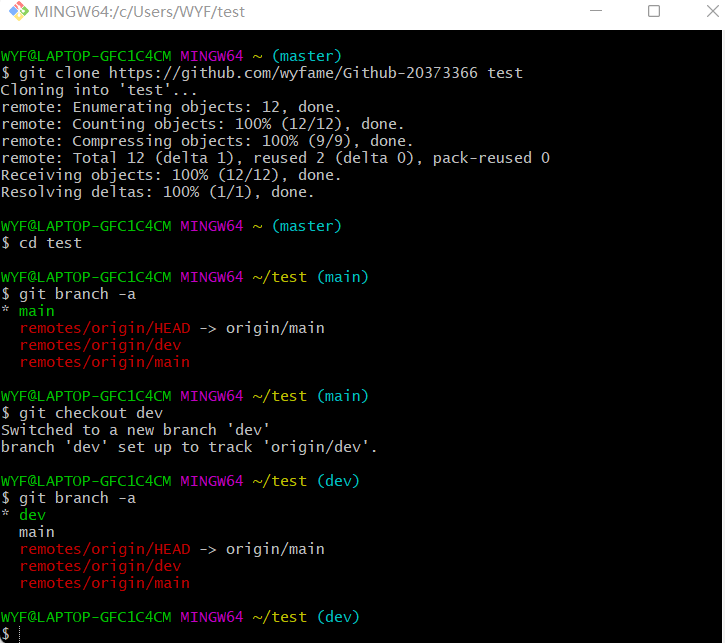 MINGW64:/c/Users/WYF/test
WYF@LAPTOP-GFC1C4CM MINGW64 ~ (master)
$ git clone https://github.com/wyfame/Github-20373366 test
Cloning into 'test'...
remote: Enumerating objects: 12, done.
remote: Counting objects: 100% (12/12), done.
remote: Compressing objects: 100% (9/9), done.
remote: Total 12 (delta 1), reused 2 (delta 0), pack-reused 0
Receiving objects: 100% (12/12), done.
Resolving deltas: 100% (1/1), done.
WYF@LAPTOP-GFC1C4CM MINGW64 ~ (master)
$ cd test
WYF@LAPTOP-GFC1C4CM MINGW64 ~/test (main)
$ git branch -a
* main
  remotes/origin/HEAD -> origin/main
  remotes/origin/dev
  remotes/origin/main
WYF@LAPTOP-GFC1C4CM MINGW64 ~/test (main)
$ git checkout dev
Switched to a new branch 'dev'
branch 'dev' set up to track 'origin/dev'.
WYF@LAPTOP-GFC1C4CM MINGW64 ~/test (dev)
$ git branch -a
* dev
  main
  remotes/origin/HEAD -> origin/main
  remotes/origin/dev
  remotes/origin/main
WYF@LAPTOP-GFC1C4CM MINGW64 ~/test (dev)
$